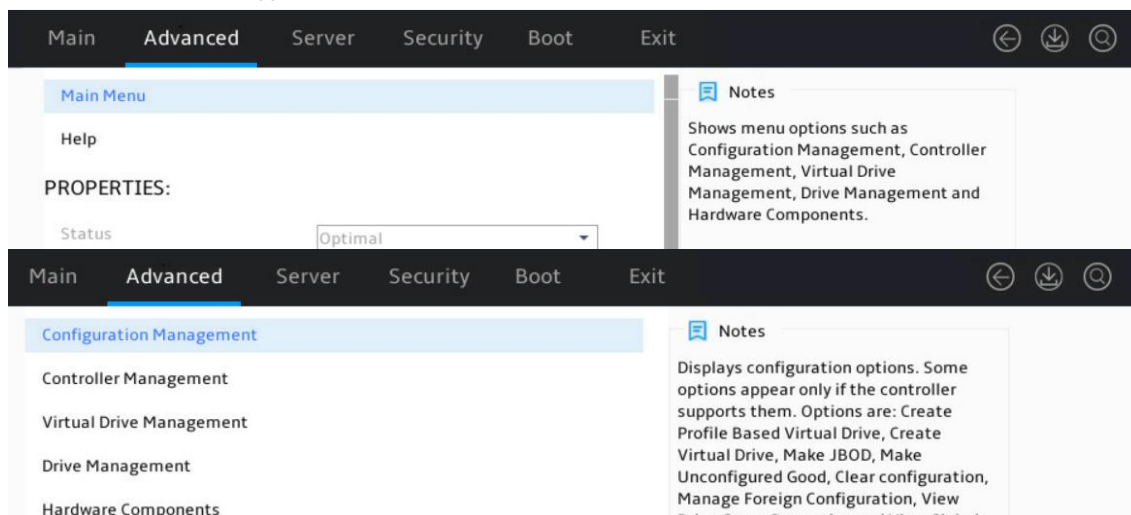 Main Advanced Server Security Boot Exit
Main Menu
Help
PROPERTIES:
Status Optimal
Notes
Shows menu options such as
Configuration Management, Controller
Management, Virtual Drive
Management, Drive Management and
Hardware Components.
Main Advanced Server Security Boot Exit
Configuration Management
Controller Management
Virtual Drive Management
Drive Management
Hardware Components
Notes
Displays configuration options. Some
options appear only if the controller
supports them. Options are: Create
Profile Based Virtual Drive, Create
Virtual Drive, Make JBOD, Make
Unconfigured Good, Clear configuration,
Manage Foreign Configuration, View